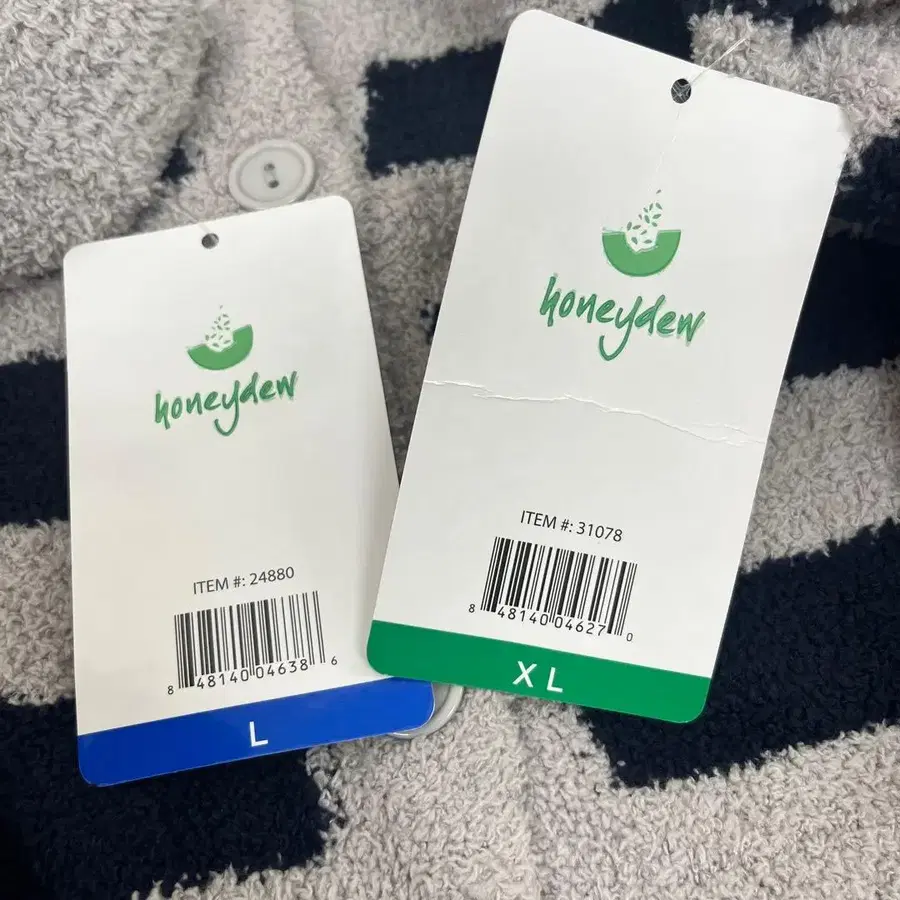 honeydew
ITEM #: 24880
8 48140 04638 6
L
honeydew
ITEM #: 31078
8 48140 04627 0
XL